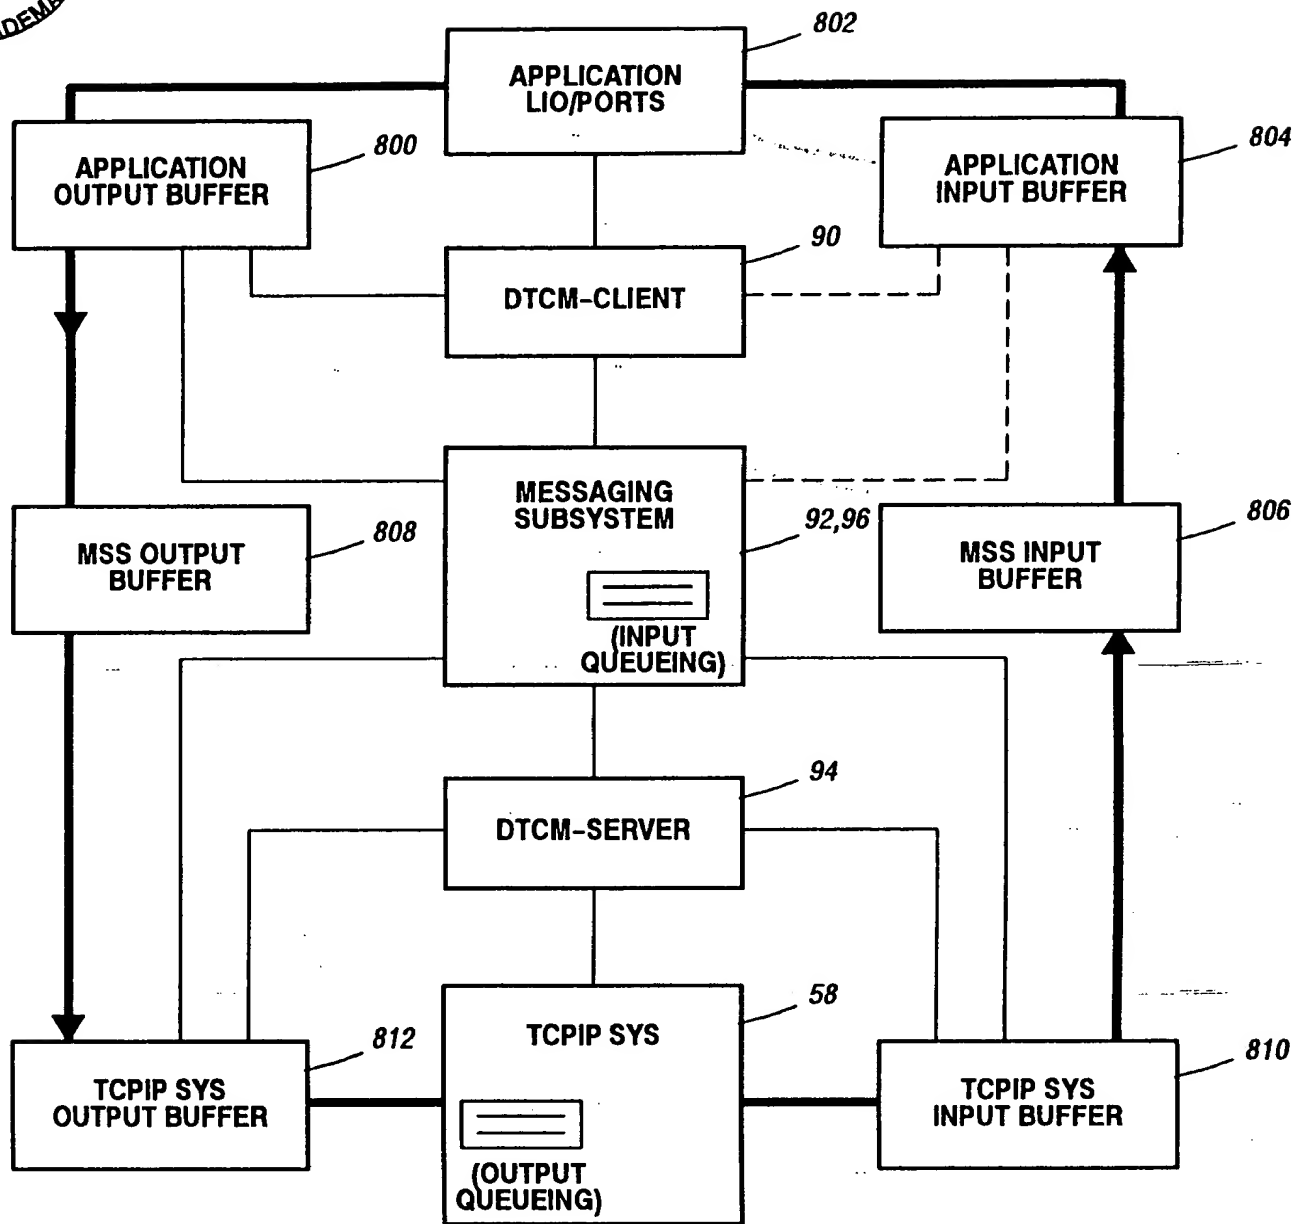 802
APPLICATION
LIO/PORTS
800
APPLICATION
OUTPUT BUFFER
804
APPLICATION
INPUT BUFFER
90
DTCM-CLIENT
MESSAGING
SUBSYSTEM
92,96
(INPUT
QUEUEING)
808
MSS OUTPUT
BUFFER
806
MSS INPUT
BUFFER
94
DTCM-SERVER
58
TCPIP SYS
(OUTPUT
QUEUEING)
812
TCPIP SYS
OUTPUT BUFFER
810
TCPIP SYS
INPUT BUFFER